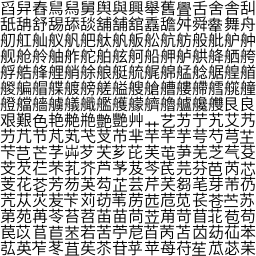 舀舁舂舃舄舅舆與興舉舊舋舌舍舎舏
舐舑舒舓舔舕舖舗舘舙舚舛舜舝舞舟
舠舡舢舣舤舥舦舧舨舩航舫般舭舮舯
舰舱舲舳舴舵舶舷舸船舺舻舼舽舾舿
艀艁艂艃艄艅艆艇艈艉艊艋艌艍艎艏
艐艑艒艓艔艕艖艗艘艙艚艛艜艝艞艟
艠艡艢艣艤艥艦艧艨艩艪艫艬艭艮良
艰艱色艳艴艵艶艷艸艹艺艻艼艽艾艿
芀芁节芃芄芅芆芇芈芉芊芋芌芍芎芏
芐芑芒芓芔芕芖芗芘芙芚芛芜芝芞芟
芠芡芢芣芤芥芦芧芨芩芪芫芬芭芮芯
芰花芲芳芴芵芶芷芸芹芺芻芼芽芾芿
苀苁苂苃苄苅苆苇苈苉苊苋苌苍苎苏
苐苑苒苓苔苕苖苗苘苙苚苛苜苝苞苟
苠苡苢苣苤若苦苧苨苩苪苫苬苭苮苯
苰英苲苳苴苵苶苷苸苹苺苻苼苽苾苿